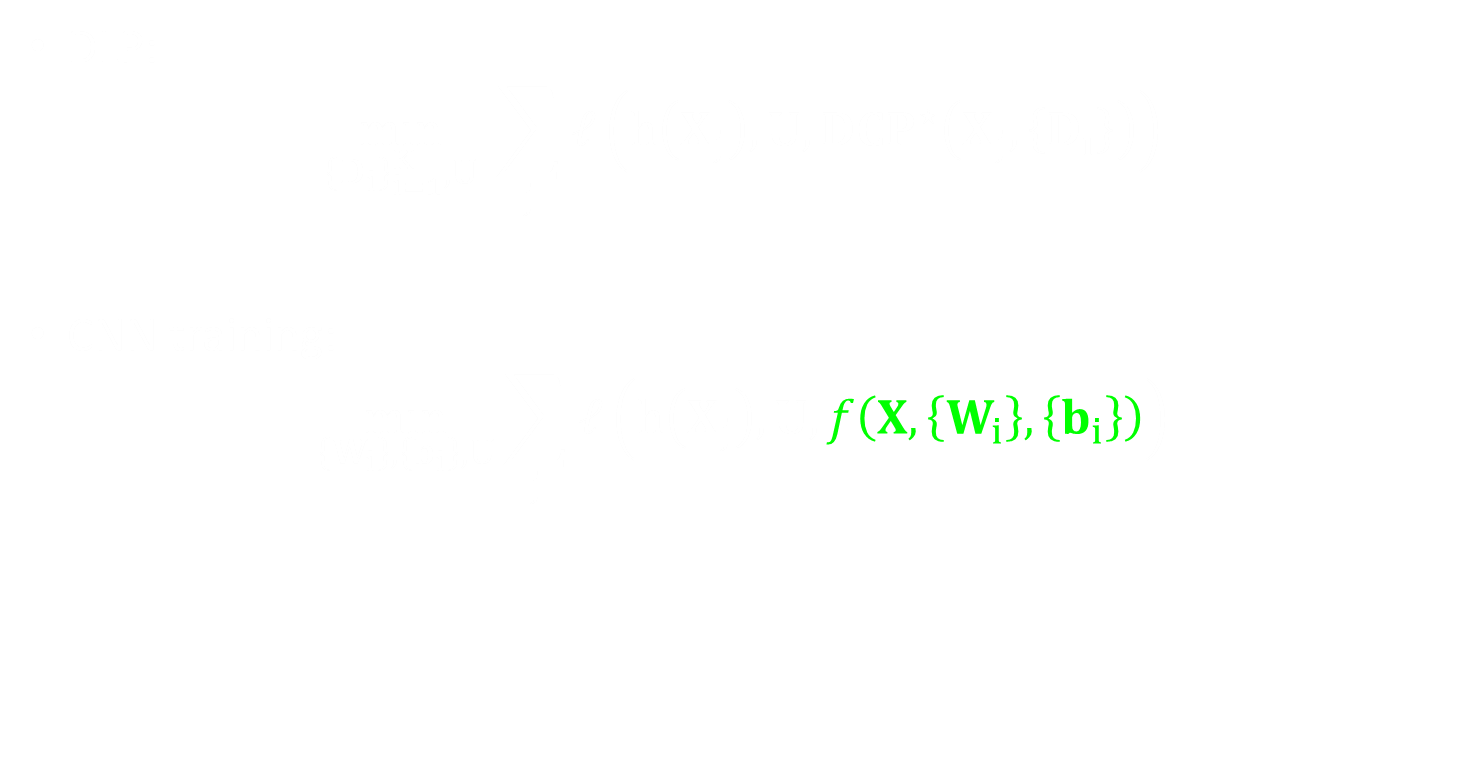 f(X, {Wᵢ}, {bᵢ})